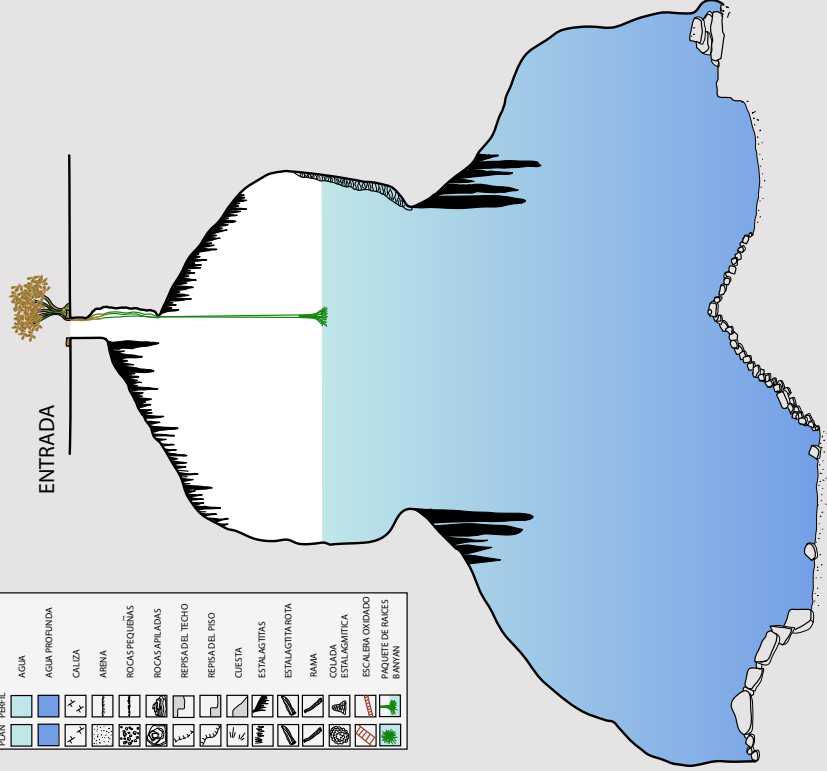 ENTRADA
PLAN PERFIL
AGUA
AGUA PROFUNDA
CALIZA
ARENA
ROCAS PEQUEÑAS
ROCAS APILADAS
REPISA DEL TECHO
REPISA DEL PISO
CUESTA
ESTALAGTITAS
ESTALAGTITA ROTA
RAMA
COLADA
ESTALAGMITICA
ESCALERA OXIDADO
PAQUETE DE RAICES
BANYAN